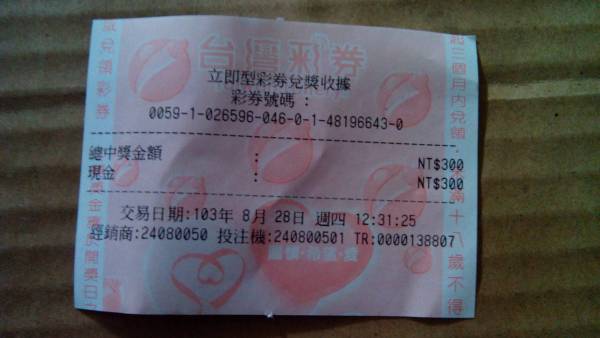 台灣彩券
立即型彩券兌獎收據
彩券號碼 :
0059-1-026596-046-0-1-48196643-0
總中獎金額 : NT$300
現金 : NT$300
交易日期:103年 8月 28日 週四 12:31:25
經銷商:24080050 投注機:240800501 TR:0000138807